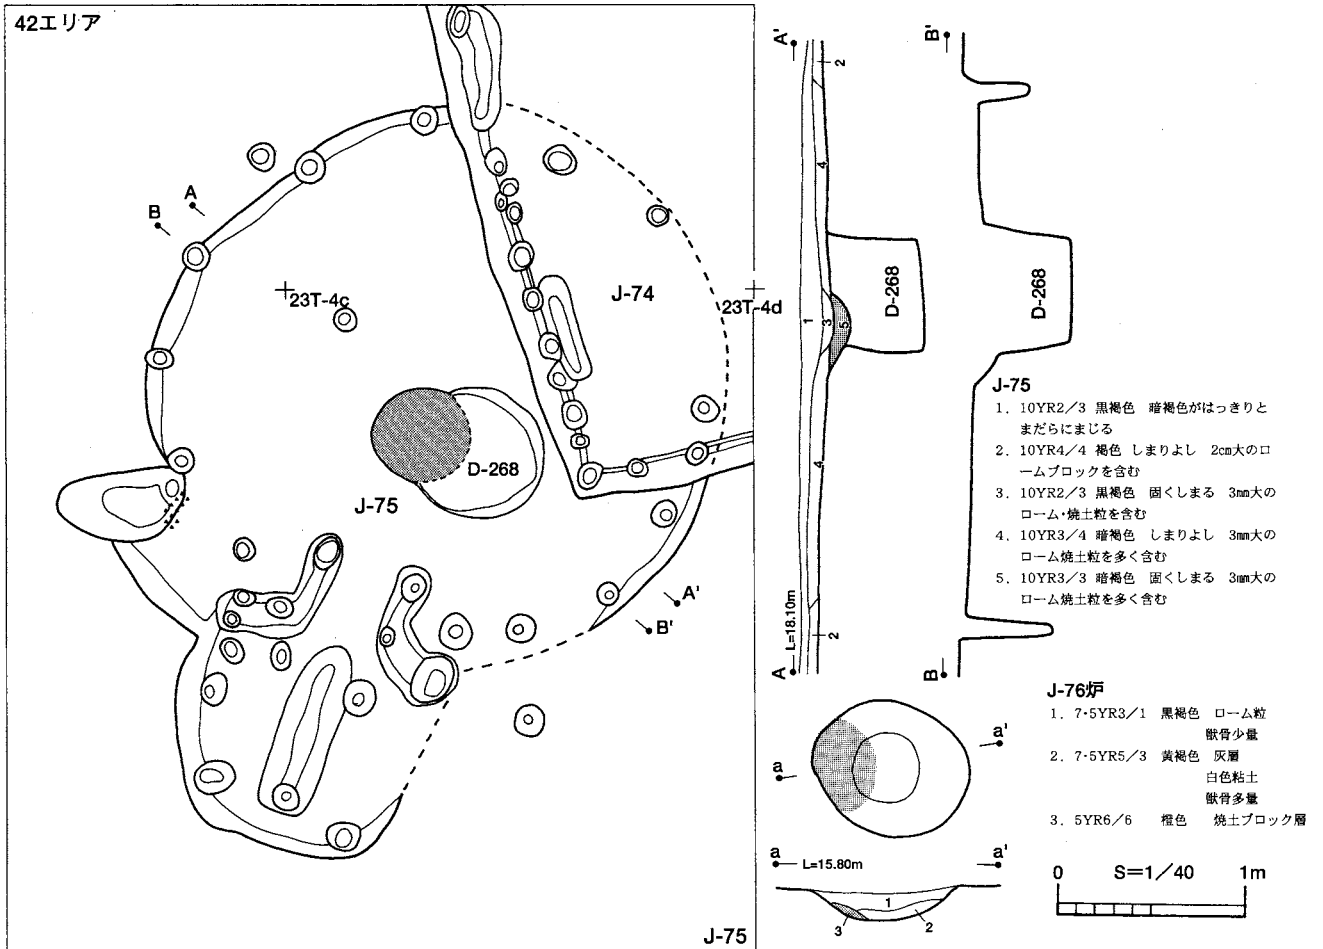 42エリア
A
B
23T-4c
J-74
23T-4d
D-268
J-75
A'
B'
J-75
A'
2
4
1
3
5
D-268
4
L=18.10m
2
A
B'
D-268
B
J-75
1. 10YR2/3 黒褐色 暗褐色がはっきりと
まだらにまじる
2. 10YR4/4 褐色 しまりよし 2cm大のロ
ームブロックを含む
3. 10YR2/3 黒褐色 固くしまる 3mm大の
ローム・焼土粒を含む
4. 10YR3/4 暗褐色 しまりよし 3mm大の
ローム焼土粒を多く含む
5. 10YR3/3 暗褐色 固くしまる 3mm大の
ローム焼土粒を多く含む
J-76炉
1. 7・5YR3/1 黒褐色 ローム粒
獣骨少量
2. 7・5YR5/3 黄褐色 灰層
白色粘土
獣骨多量
3. 5YR6/6 橙色 焼土ブロック層
a
a'
a
L=15.80m
a'
1
2
3
0 S=1/40 1m